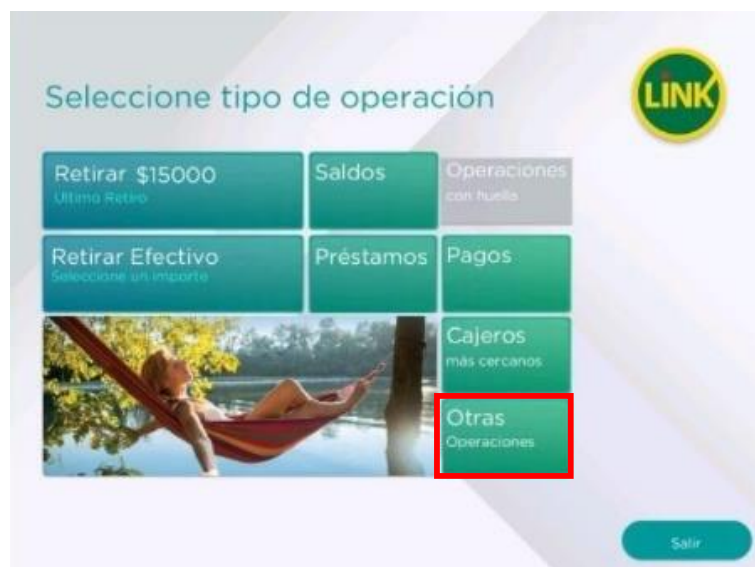 Seleccione tipo de operación
LINK
Retirar $15000
Último Retiro
Saldos
Operaciones
con huella
Retirar Efectivo
Seleccione un importe
Préstamos
Pagos
Cajeros
más cercanos
Otras
Operaciones
Salir